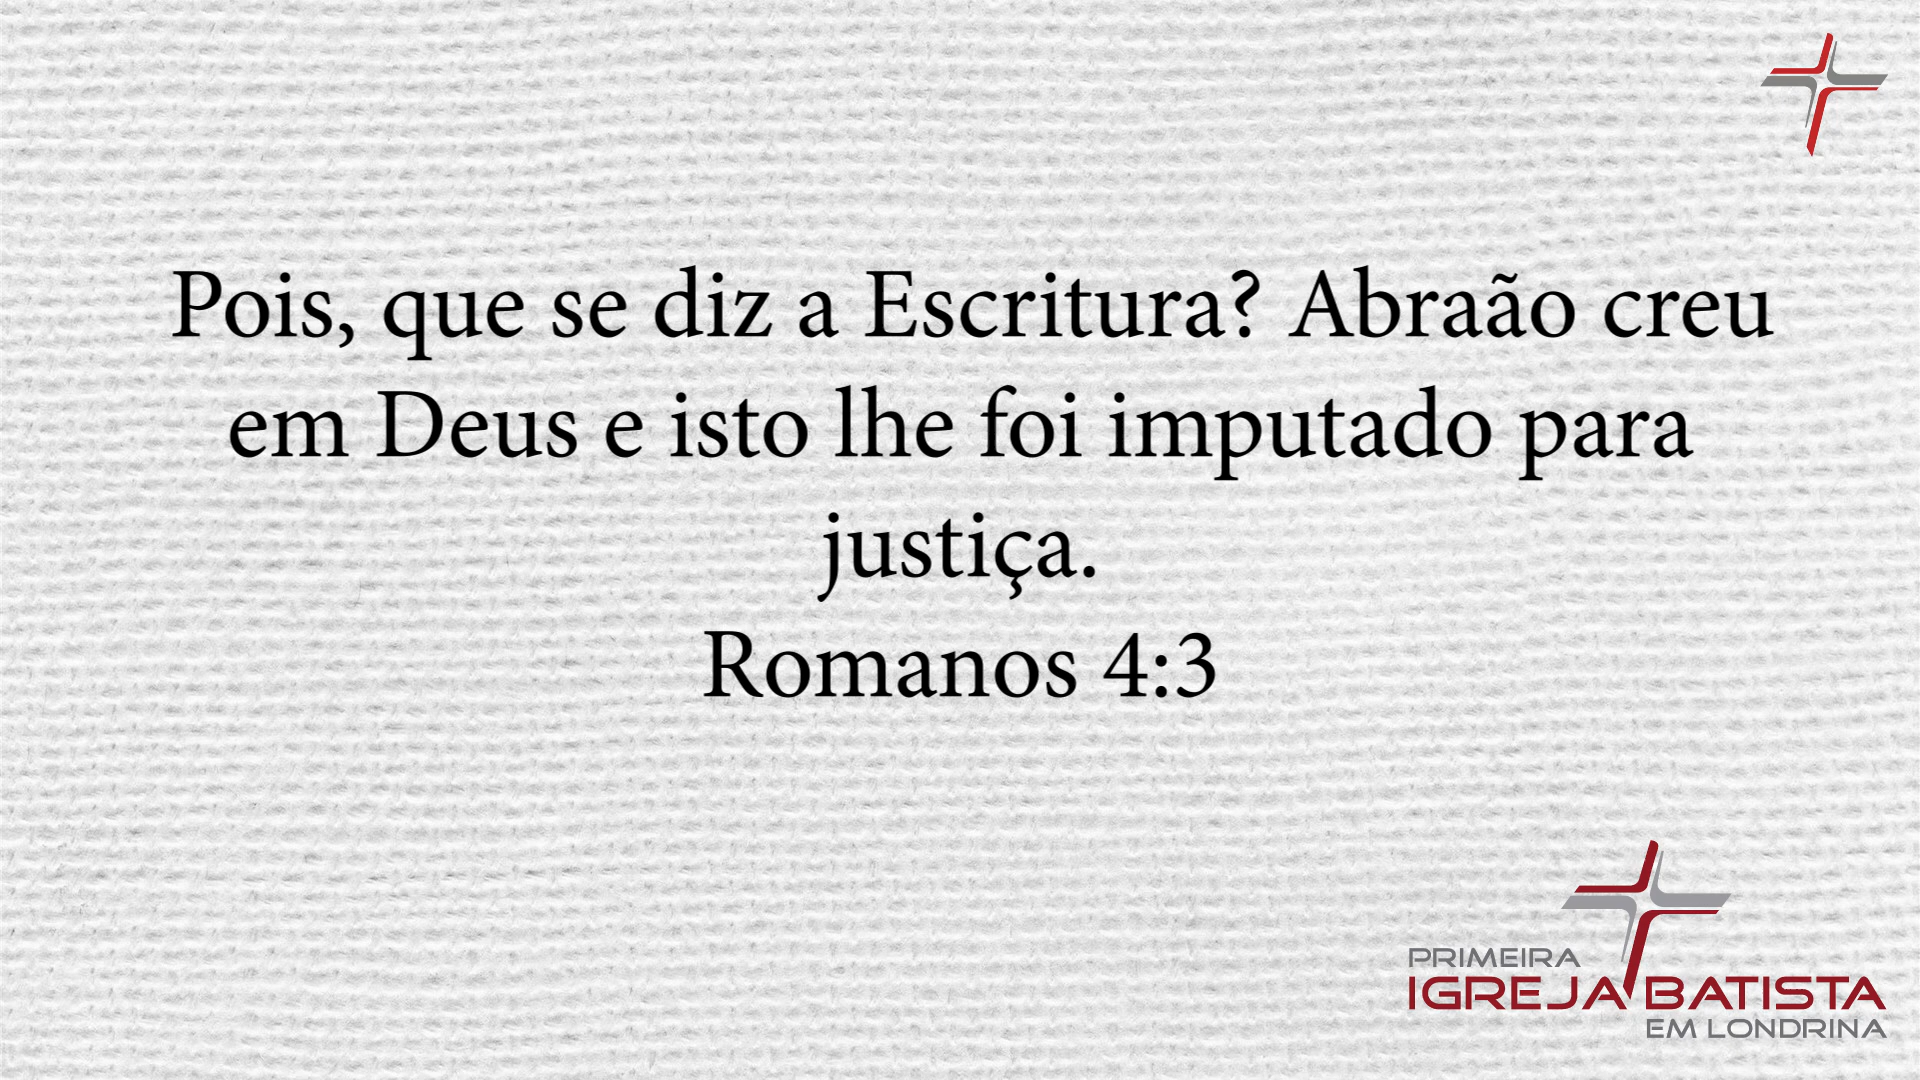 Pois, que se diz a Escritura? Abraão creu
em Deus e isto lhe foi imputado para
justiça.
Romanos 4:3
PRIMEIRA
IGREJA BATISTA
EM LONDRINA